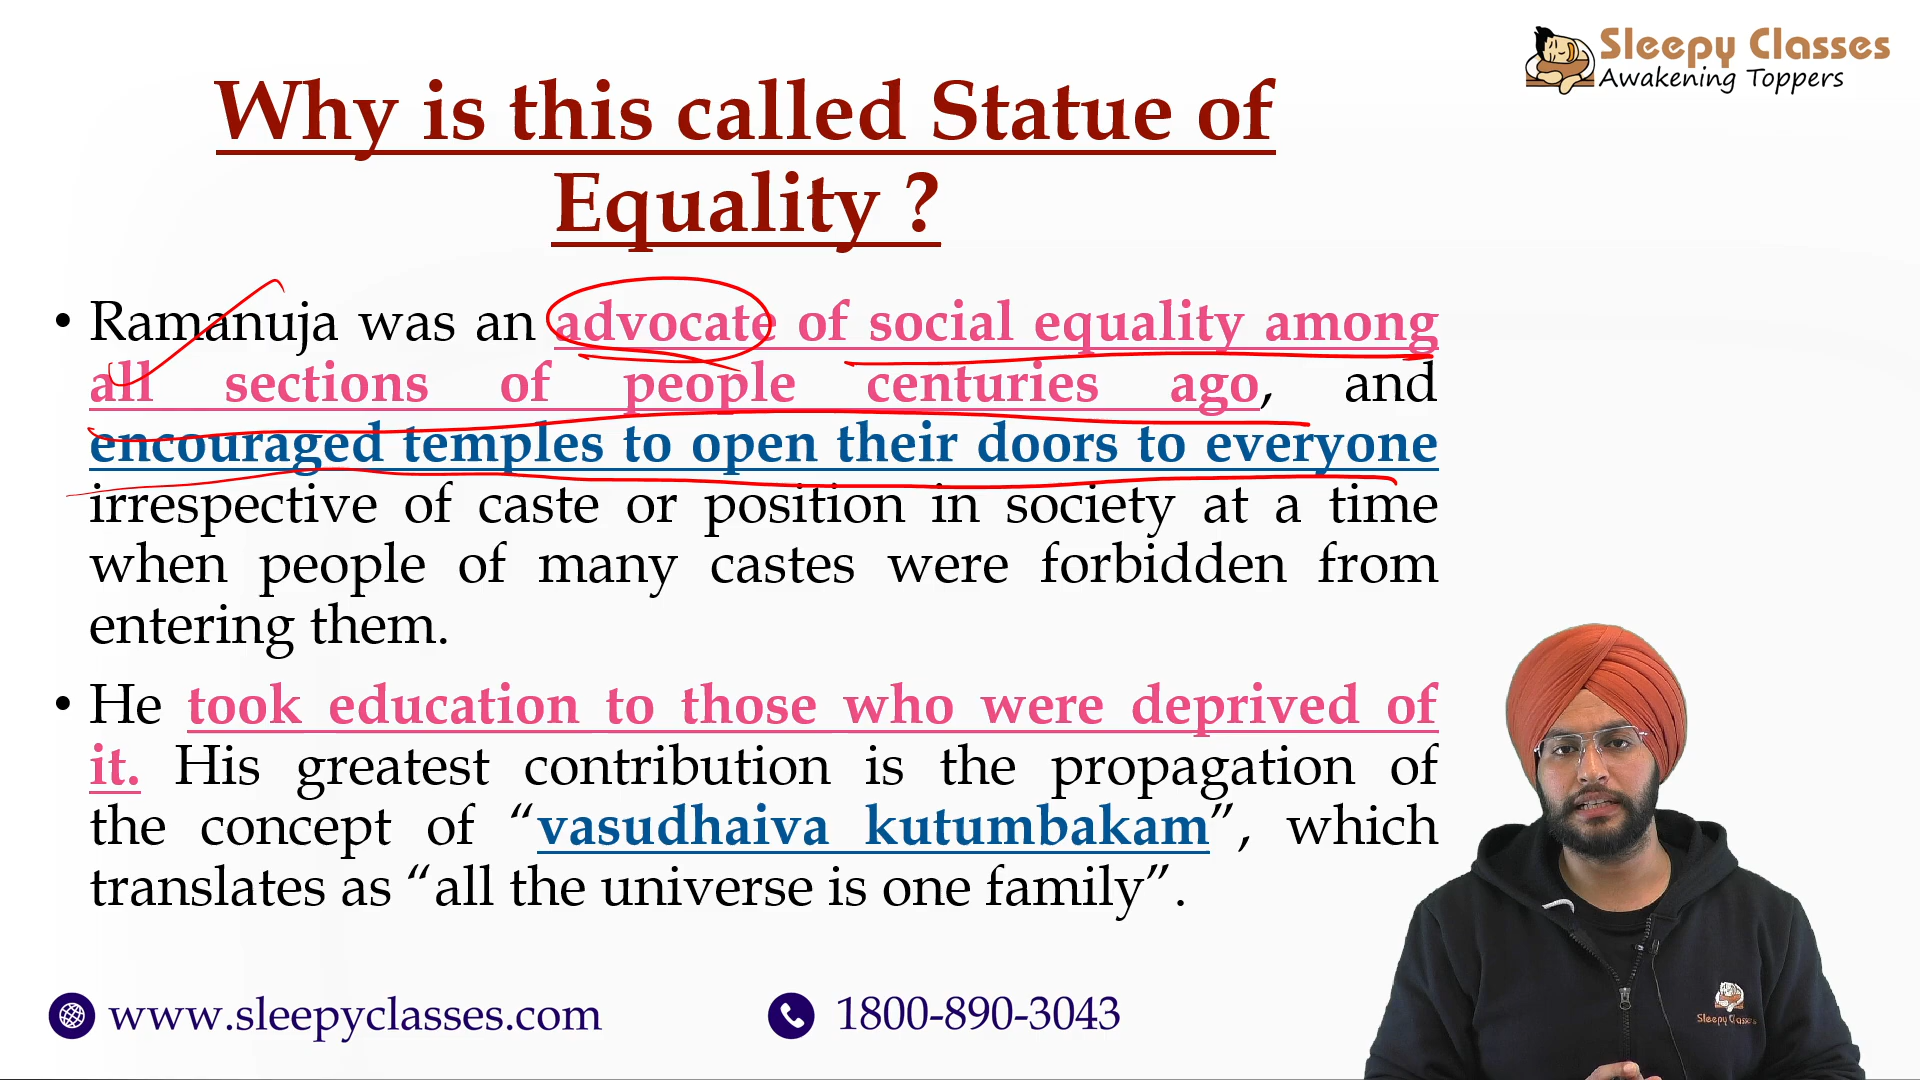 Sleepy Classes
Awakening Toppers
Why is this called Statue of
Equality ?
• Ramanuja was an advocate of social equality among
all sections of people centuries ago, and
encouraged temples to open their doors to everyone
irrespective of caste or position in society at a time
when people of many castes were forbidden from
entering them.
• He took education to those who were deprived of
it. His greatest contribution is the propagation of
the concept of “vasudhaiva kutumbakam”, which
translates as “all the universe is one family”.
www.sleepyclasses.com
1800-890-3043
Sleepy Classes